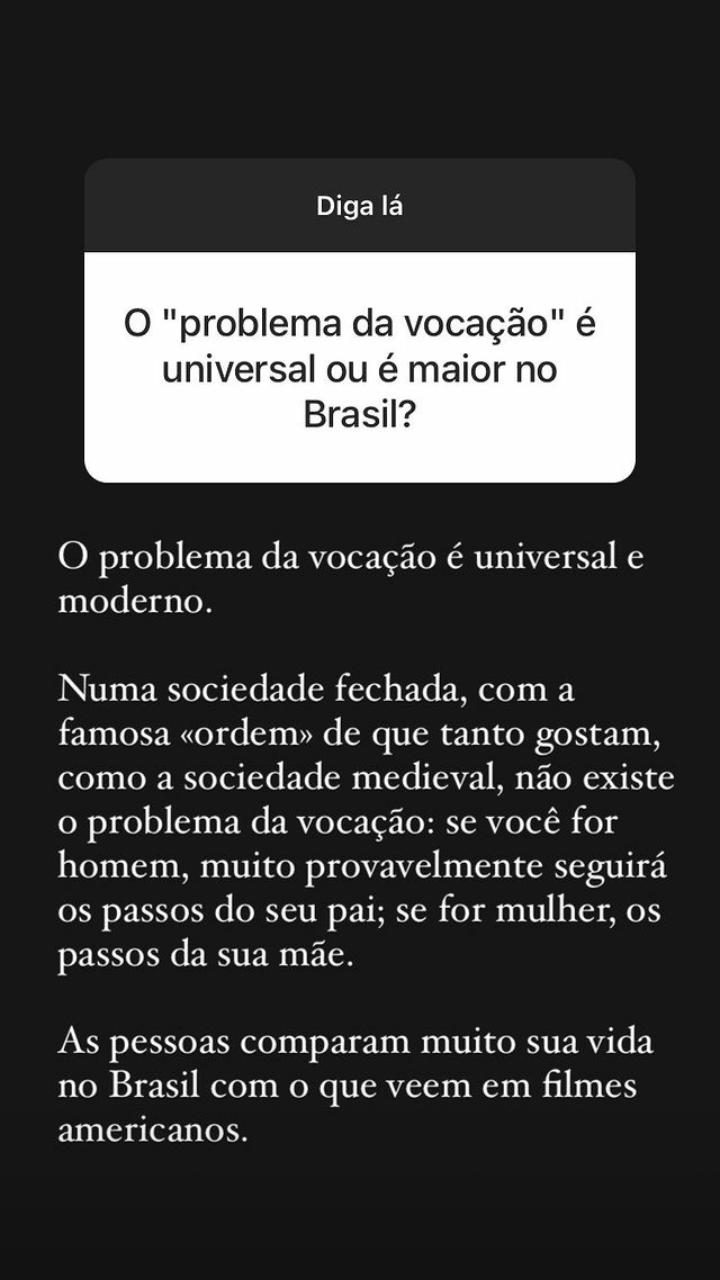 Diga lá
O "problema da vocação" é
universal ou é maior no
Brasil?
O problema da vocação é universal e
moderno.
Numa sociedade fechada, com a
famosa «ordem» de que tanto gostam,
como a sociedade medieval, não existe
o problema da vocação: se você for
homem, muito provavelmente seguirá
os passos do seu pai; se for mulher, os
passos da sua mãe.
As pessoas comparam muito sua vida
no Brasil com o que veem em filmes
americanos.